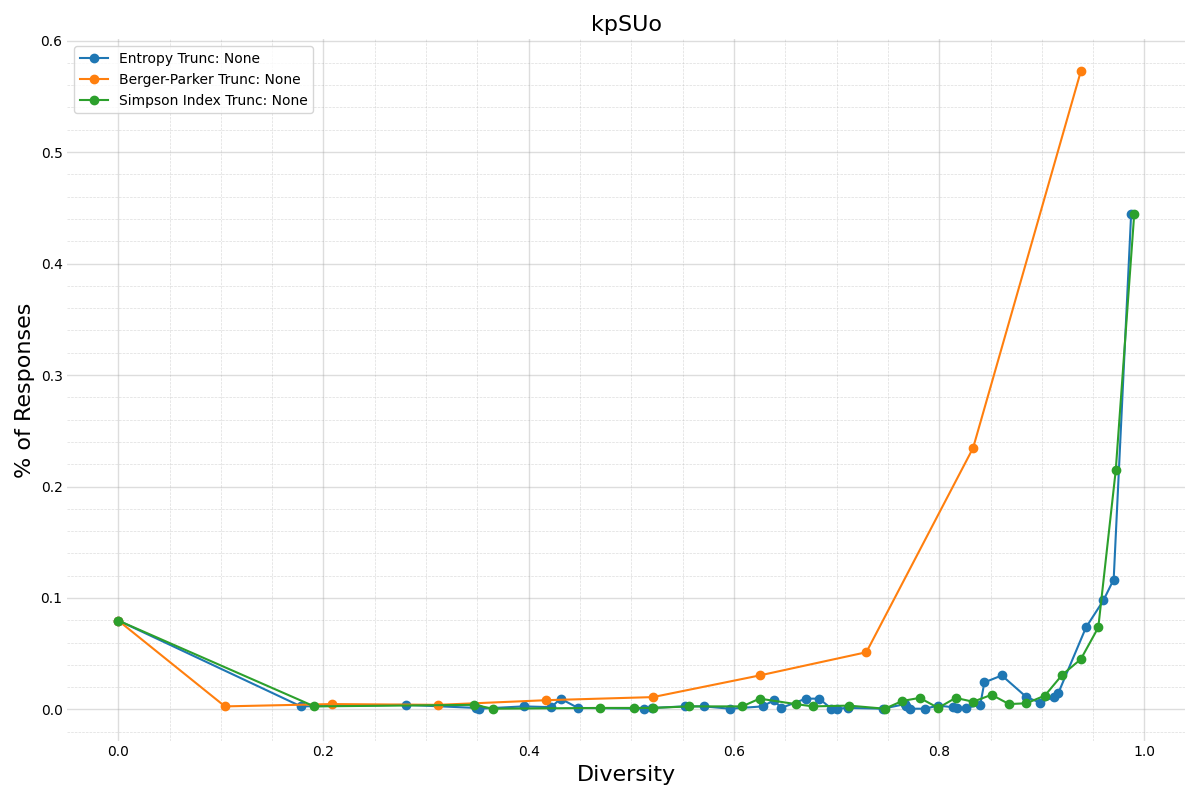 kpSUo
Entropy Trunc: None
Berger-Parker Trunc: None
Simpson Index Trunc: None
% of Responses
0.6
0.5
0.4
0.3
0.2
0.1
0.0
0.0 0.2 0.4 0.6 0.8 1.0
Diversity